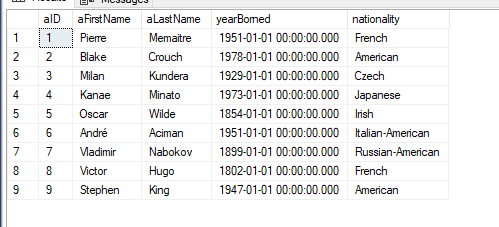 Messages
aID aFirstName aLastName yearBorned nationality
1 1 Pierre Memaitre 1951-01-01 00:00:00.000 French
2 2 Blake Crouch 1978-01-01 00:00:00.000 American
3 3 Milan Kundera 1929-01-01 00:00:00.000 Czech
4 4 Kanae Minato 1973-01-01 00:00:00.000 Japanese
5 5 Oscar Wilde 1854-01-01 00:00:00.000 Irish
6 6 André Aciman 1951-01-01 00:00:00.000 Italian-American
7 7 Vladimir Nabokov 1899-01-01 00:00:00.000 Russian-American
8 8 Victor Hugo 1802-01-01 00:00:00.000 French
9 9 Stephen King 1947-01-01 00:00:00.000 American